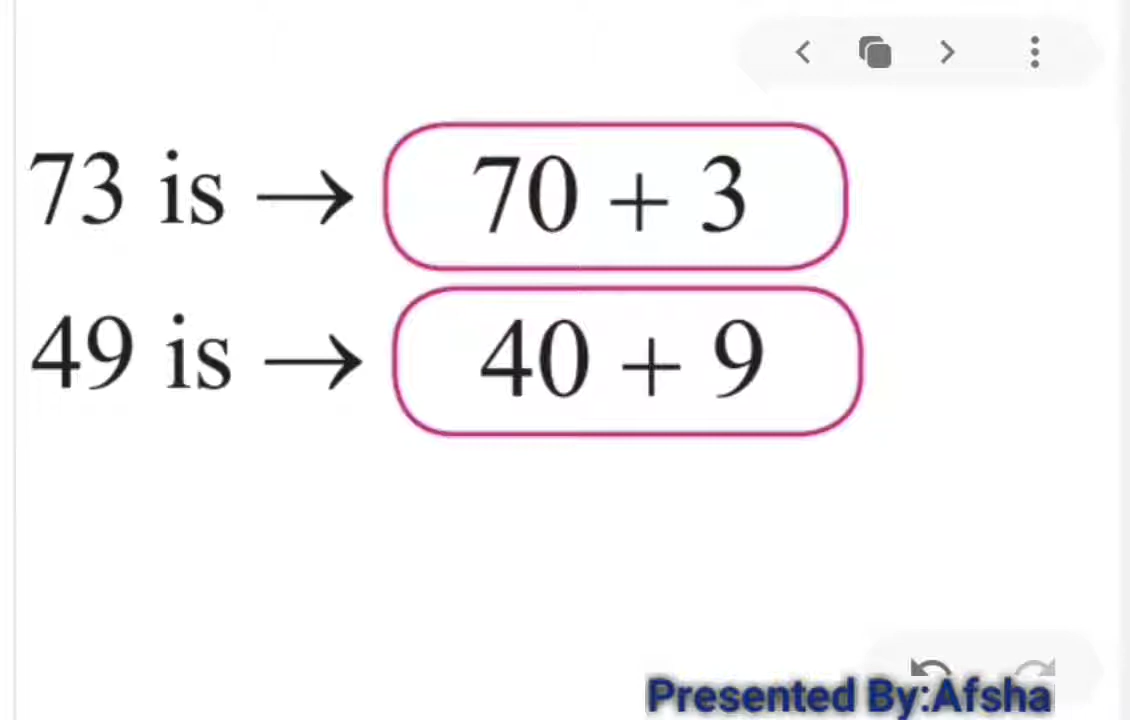 73 is → 70 + 3
49 is → 40 + 9
Presented By:Afsha